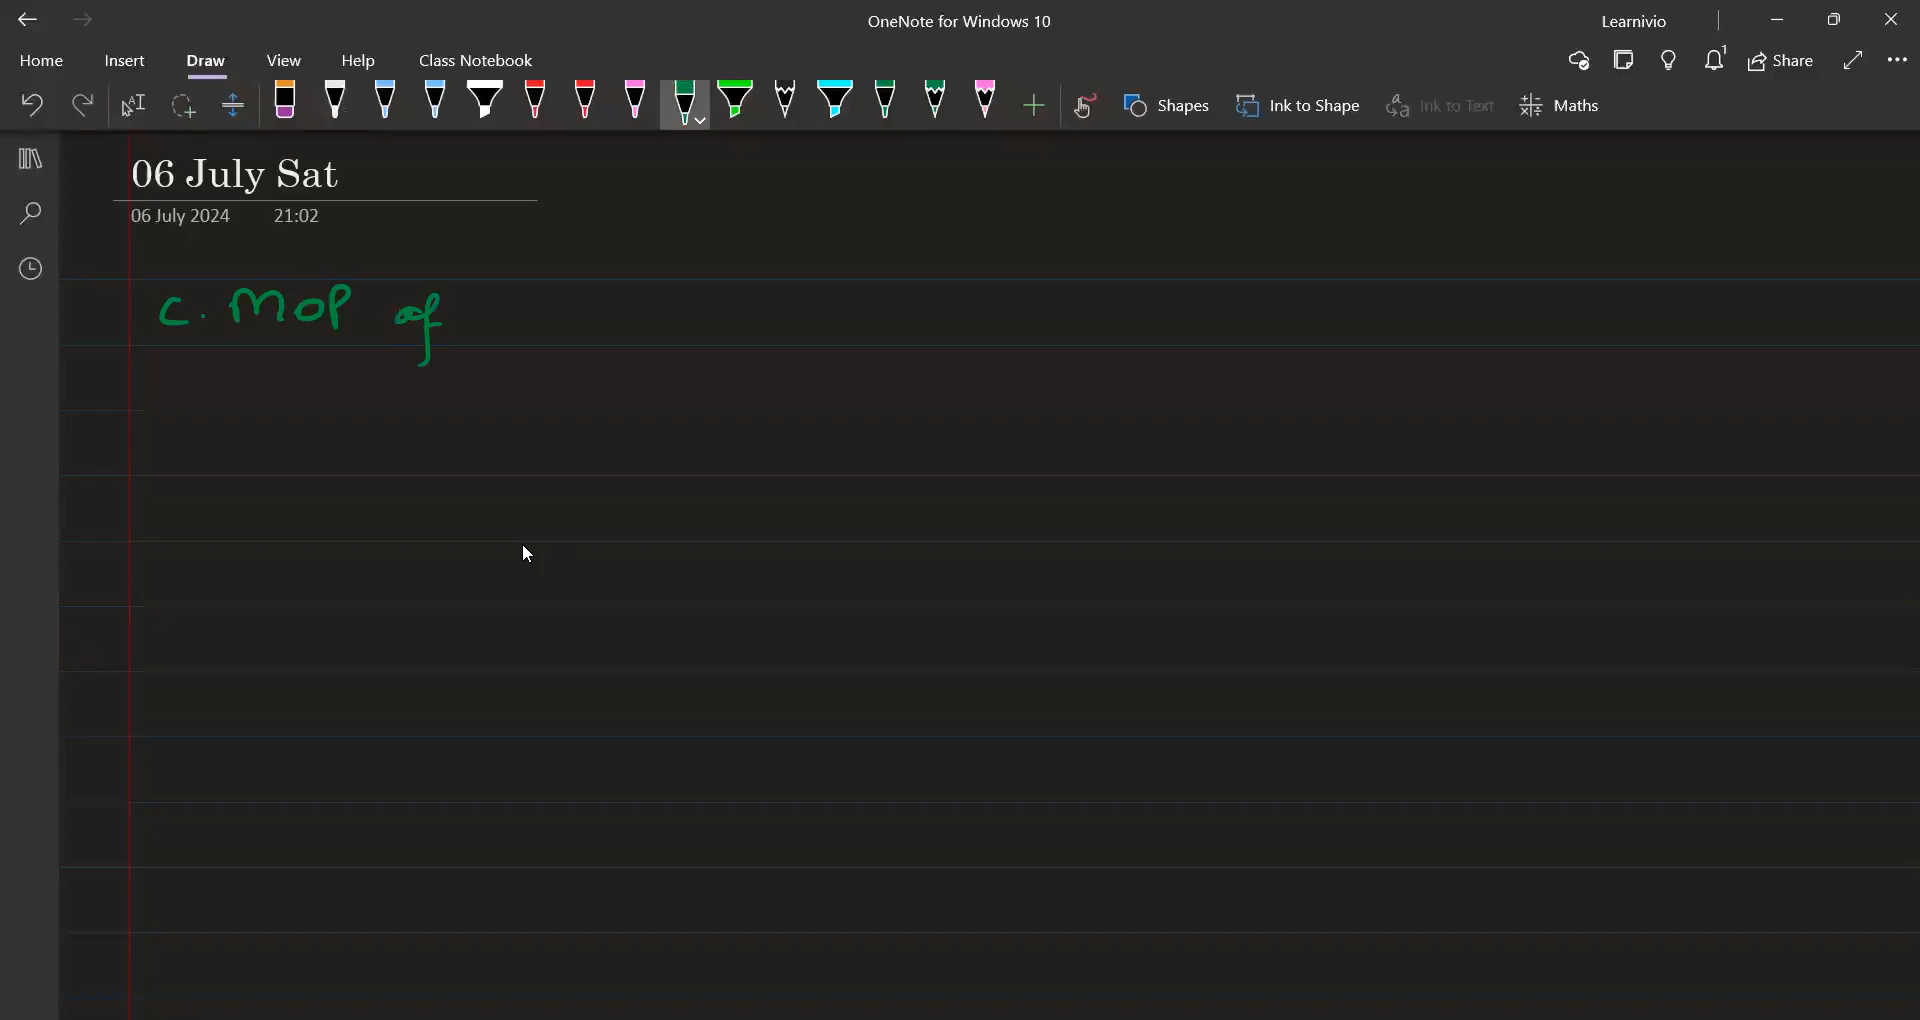 OneNote for Windows 10
Learnivio
Home Insert Draw View Help Class Notebook
1
Share
Shapes Ink to Shape Ink to Text Maths
06 July Sat
06 July 2024 21:02
C. MOP of